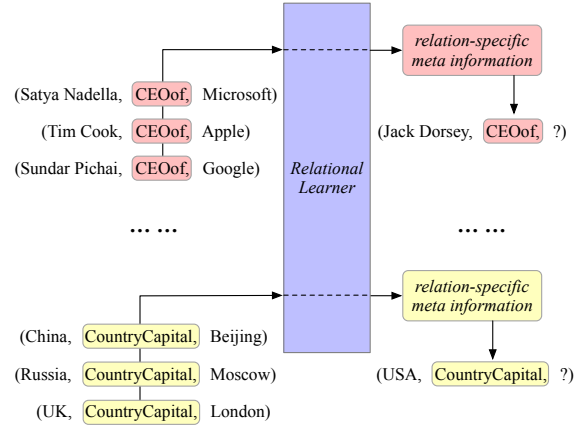 relation-specific
meta information
(Satya Nadella, CEOof, Microsoft)
(Tim Cook, CEOof, Apple)
(Jack Dorsey, CEOof, ?)
(Sundar Pichai, CEOof, Google)
Relational
Learner
... ...
... ...
relation-specific
meta information
(China, CountryCapital, Beijing)
(Russia, CountryCapital, Moscow)
(USA, CountryCapital, ?)
(UK, CountryCapital, London)